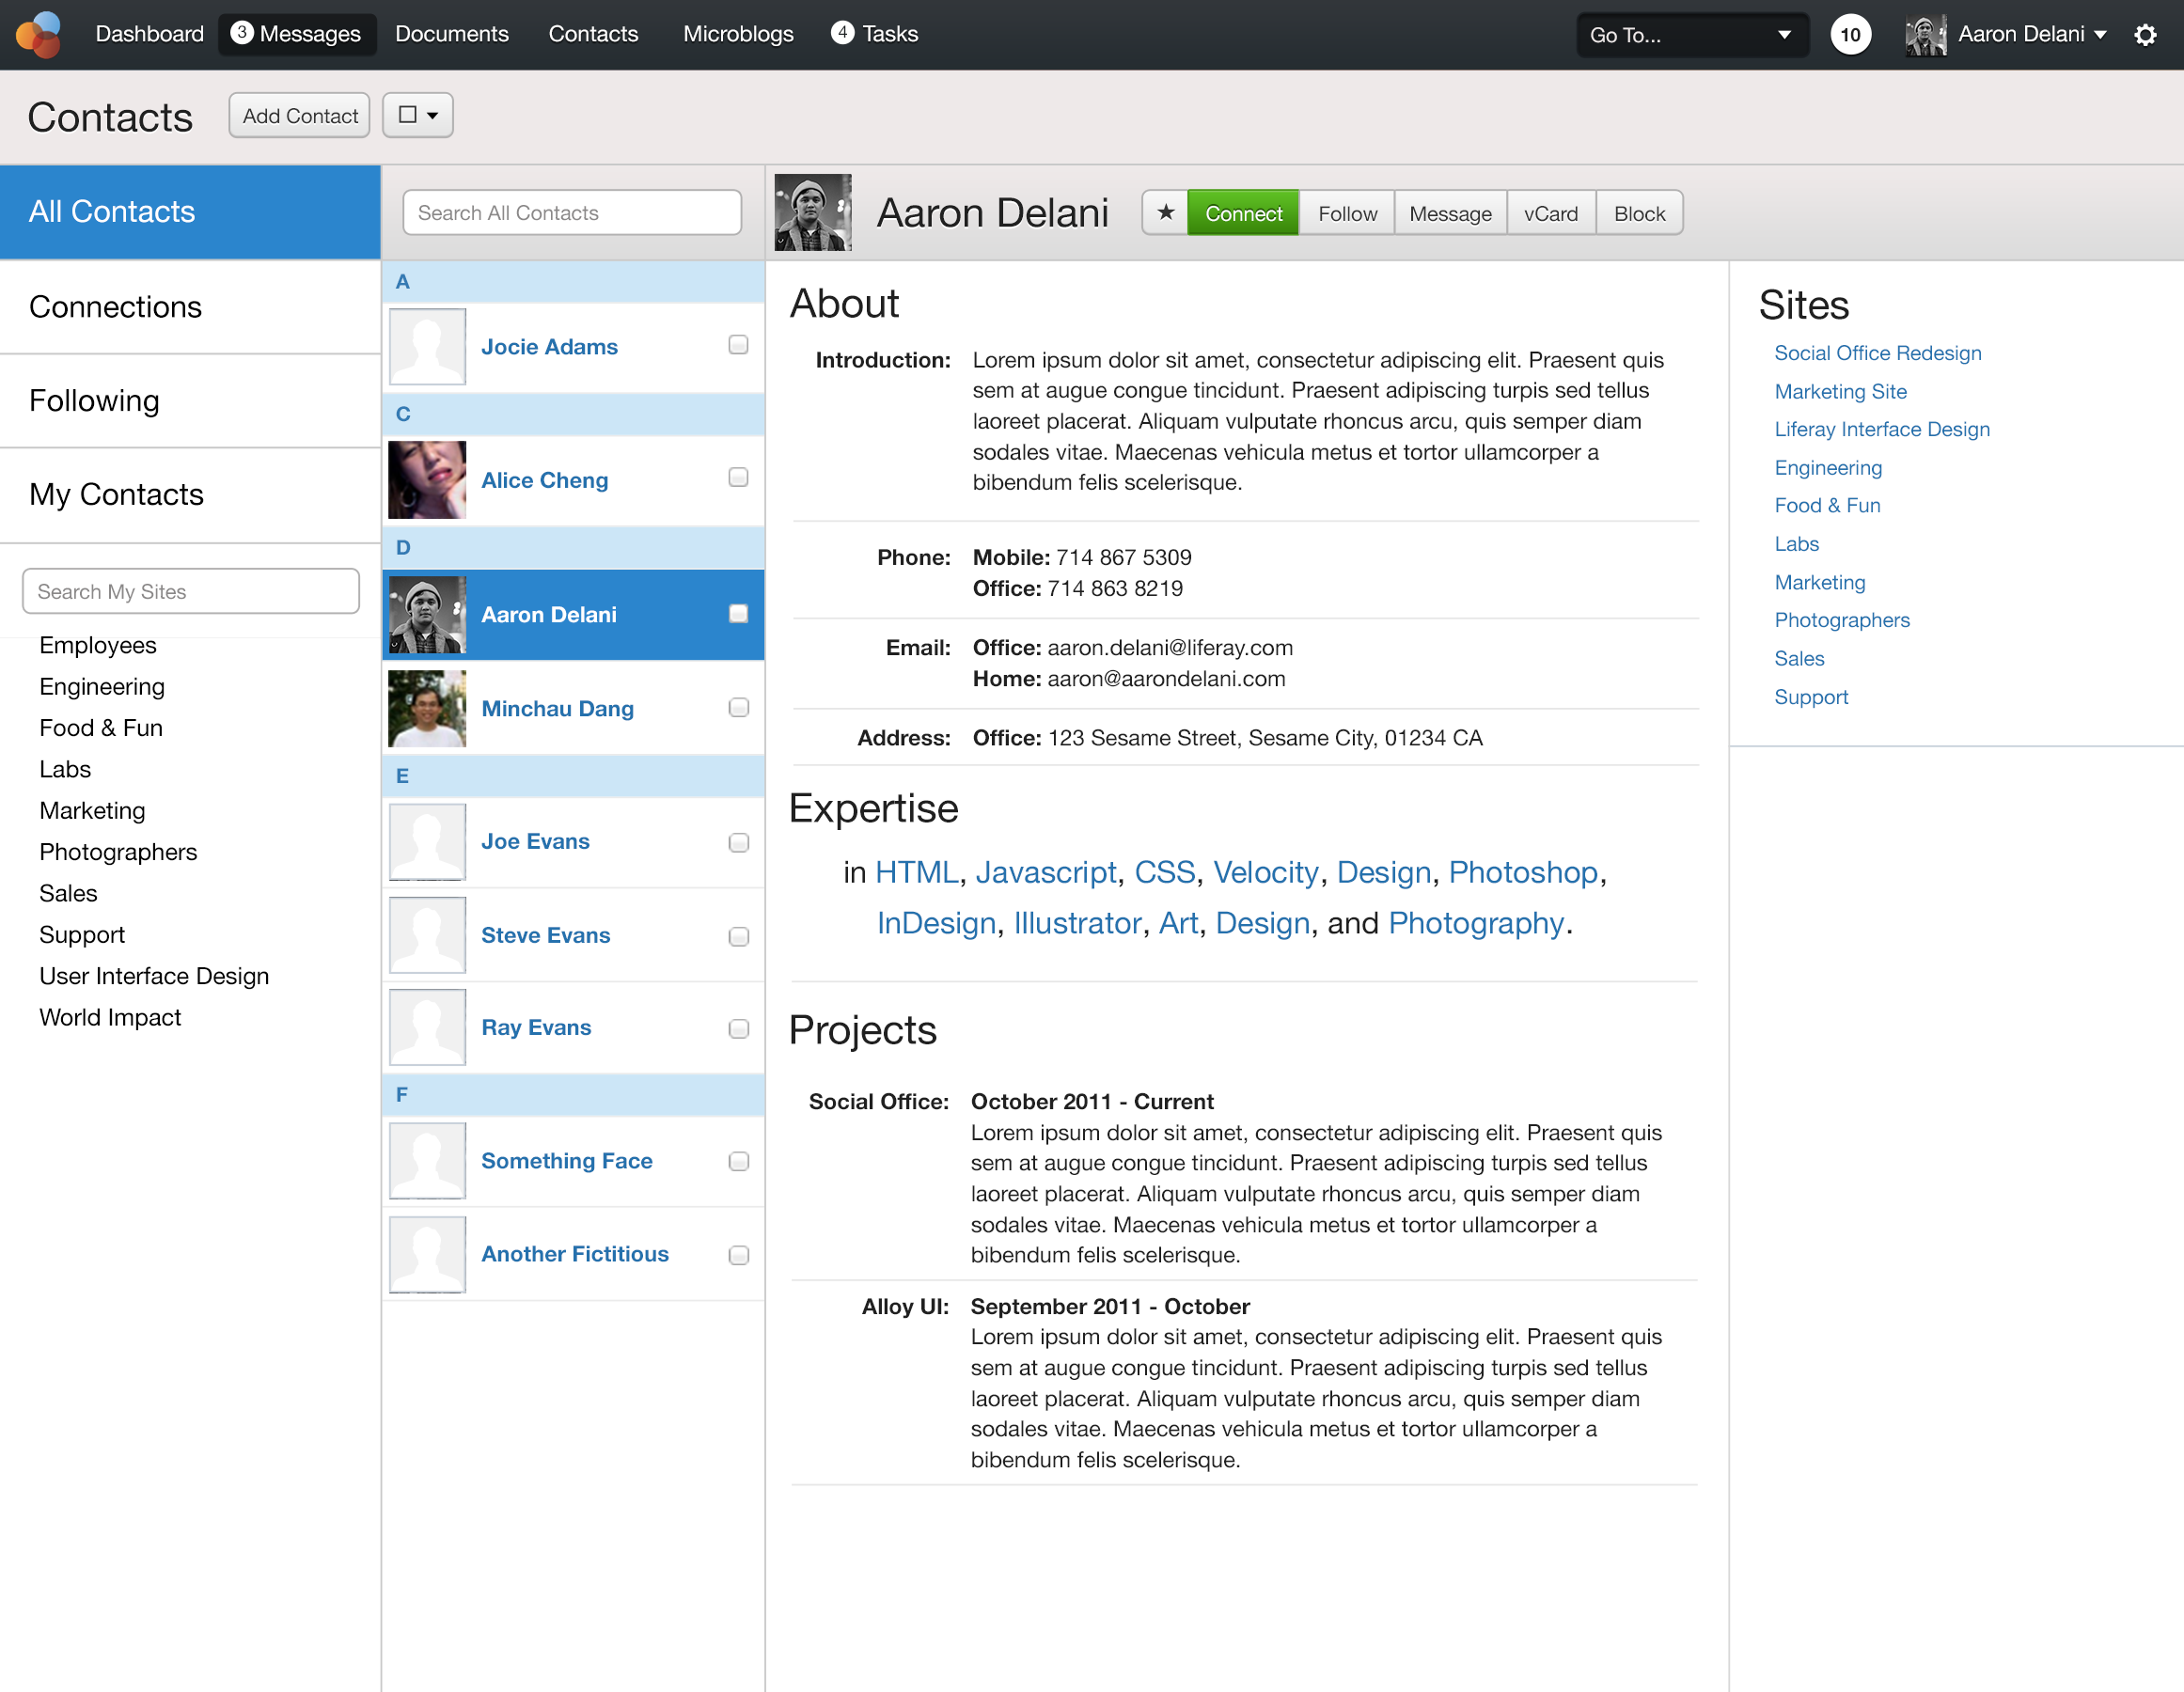 Dashboard
3 Messages
Documents
Contacts
Microblogs
4 Tasks
Go To...
10
Aaron Delani
Contacts
Add Contact
All Contacts
Connections
Following
My Contacts
Search My Sites
Employees
Engineering
Food & Fun
Labs
Marketing
Photographers
Sales
Support
User Interface Design
World Impact
Search All Contacts
A
Jocie Adams
C
Alice Cheng
D
Aaron Delani
Minchau Dang
E
Joe Evans
Steve Evans
Ray Evans
F
Something Face
Another Fictitious
Aaron Delani
★
Connect
Follow
Message
vCard
Block
About
Introduction: Lorem ipsum dolor sit amet, consectetur adipiscing elit. Praesent quis
sem at augue congue tincidunt. Praesent adipiscing turpis sed tellus
laoreet placerat. Aliquam vulputate rhoncus arcu, quis semper diam
sodales vitae. Maecenas vehicula metus et tortor ullamcorper a
bibendum felis scelerisque.
Phone: Mobile: 714 867 5309
Office: 714 863 8219
Email: Office: aaron.delani@liferay.com
Home: aaron@aarondelani.com
Address: Office: 123 Sesame Street, Sesame City, 01234 CA
Expertise
in HTML, Javascript, CSS, Velocity, Design, Photoshop,
InDesign, Illustrator, Art, Design, and Photography.
Projects
Social Office: October 2011 - Current
Lorem ipsum dolor sit amet, consectetur adipiscing elit. Praesent quis
sem at augue congue tincidunt. Praesent adipiscing turpis sed tellus
laoreet placerat. Aliquam vulputate rhoncus arcu, quis semper diam
sodales vitae. Maecenas vehicula metus et tortor ullamcorper a
bibendum felis scelerisque.
Alloy UI: September 2011 - October
Lorem ipsum dolor sit amet, consectetur adipiscing elit. Praesent quis
sem at augue congue tincidunt. Praesent adipiscing turpis sed tellus
laoreet placerat. Aliquam vulputate rhoncus arcu, quis semper diam
sodales vitae. Maecenas vehicula metus et tortor ullamcorper a
bibendum felis scelerisque.
Sites
Social Office Redesign
Marketing Site
Liferay Interface Design
Engineering
Food & Fun
Labs
Marketing
Photographers
Sales
Support